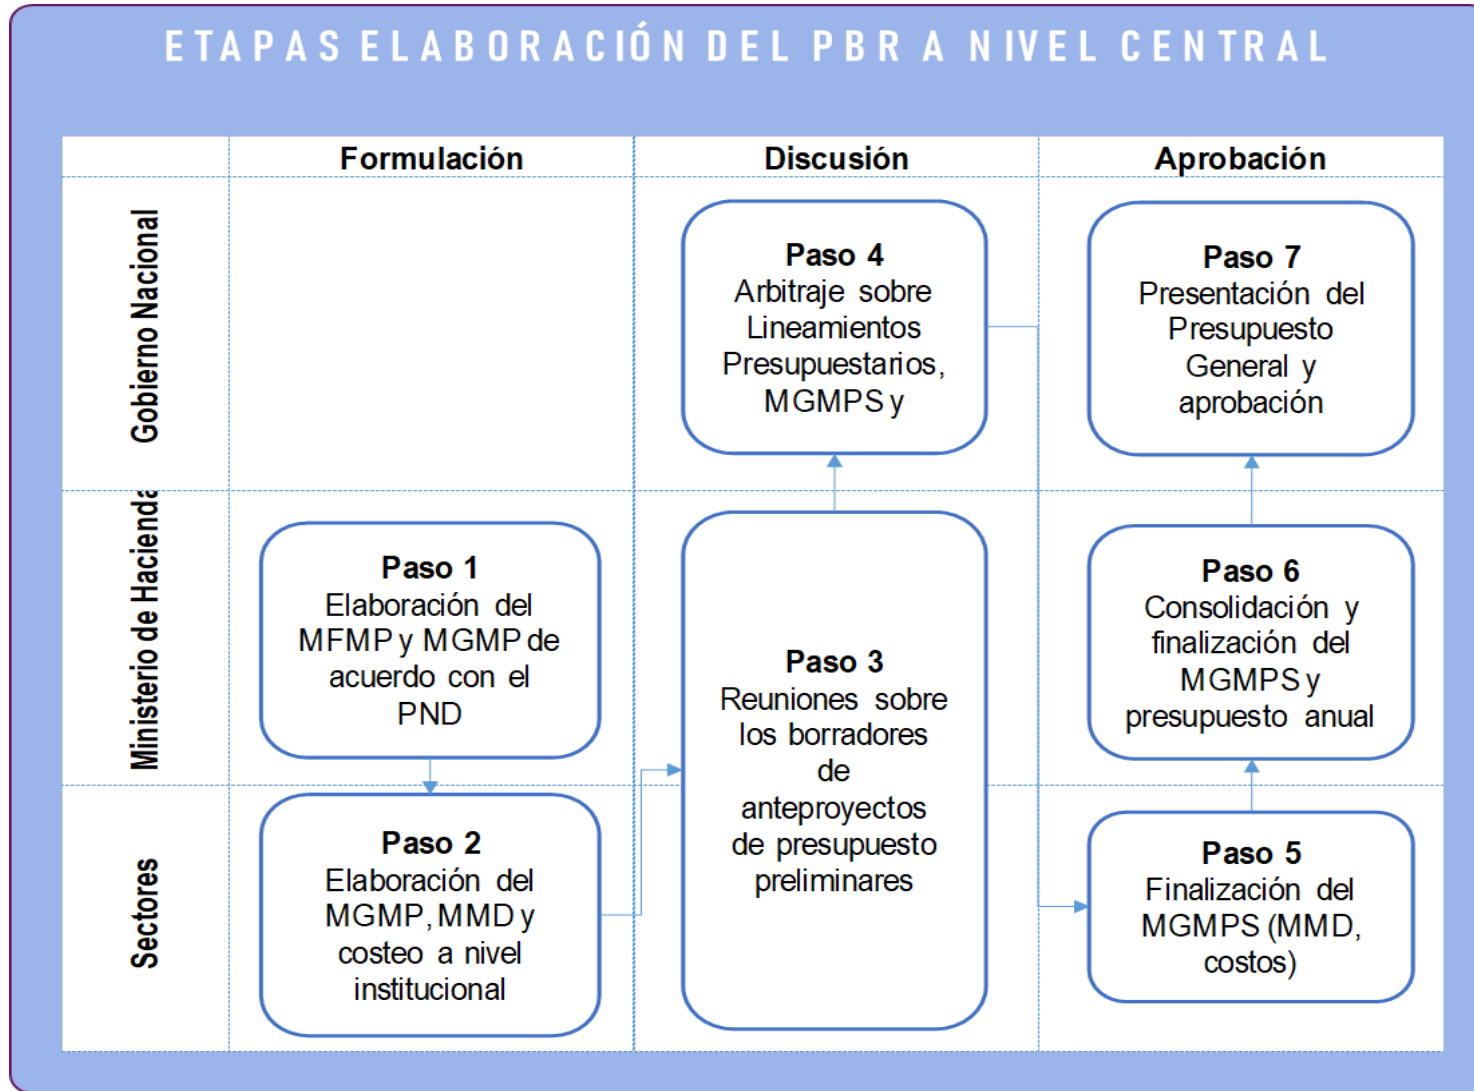 ETAPAS ELABORACIÓN DEL PBR A NIVEL CENTRAL
Formulación
Discusión
Aprobación
Gobierno Nacional
Paso 4
Arbitraje sobre
Lineamientos
Presupuestarios,
MGMPS y
Paso 7
Presentación del
Presupuesto
General y
aprobación
Ministerio de Hacienda
Paso 1
Elaboración del
MFMP y MGMP de
acuerdo con el
PND
Paso 3
Reuniones sobre
los borradores
de
anteproyectos
de presupuesto
preliminares
Paso 6
Consolidación y
finalización del
MGMPS y
presupuesto anual
Sectores
Paso 2
Elaboración del
MGMP, MMD y
costeo a nivel
institucional
Paso 5
Finalización del
MGMPS (MMD,
costos)